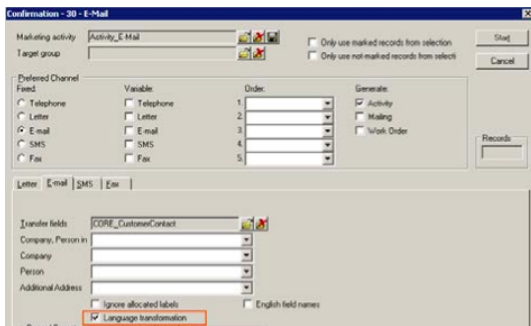 Confirmation - 30 - E-Mail
Marketing activity Activity_E-Mail
Only use marked records from selection
Start
Target group
Only use not-marked records from selecti
Cancel
Preferred Channel
Fixed: Variable: Order: Generate:
Telephone Telephone 1. Activity
Letter Letter 2. Mailing
E-mail E-mail 3. Work Order
Records
SMS SMS 4.
Fax Fax 5.
Letter E-mail SMS Fax
Transfer fields CORE_CustomerContact
Company, Person in
Company
Person
Additional Address
Ignore allocated labels English field names
Language transformation